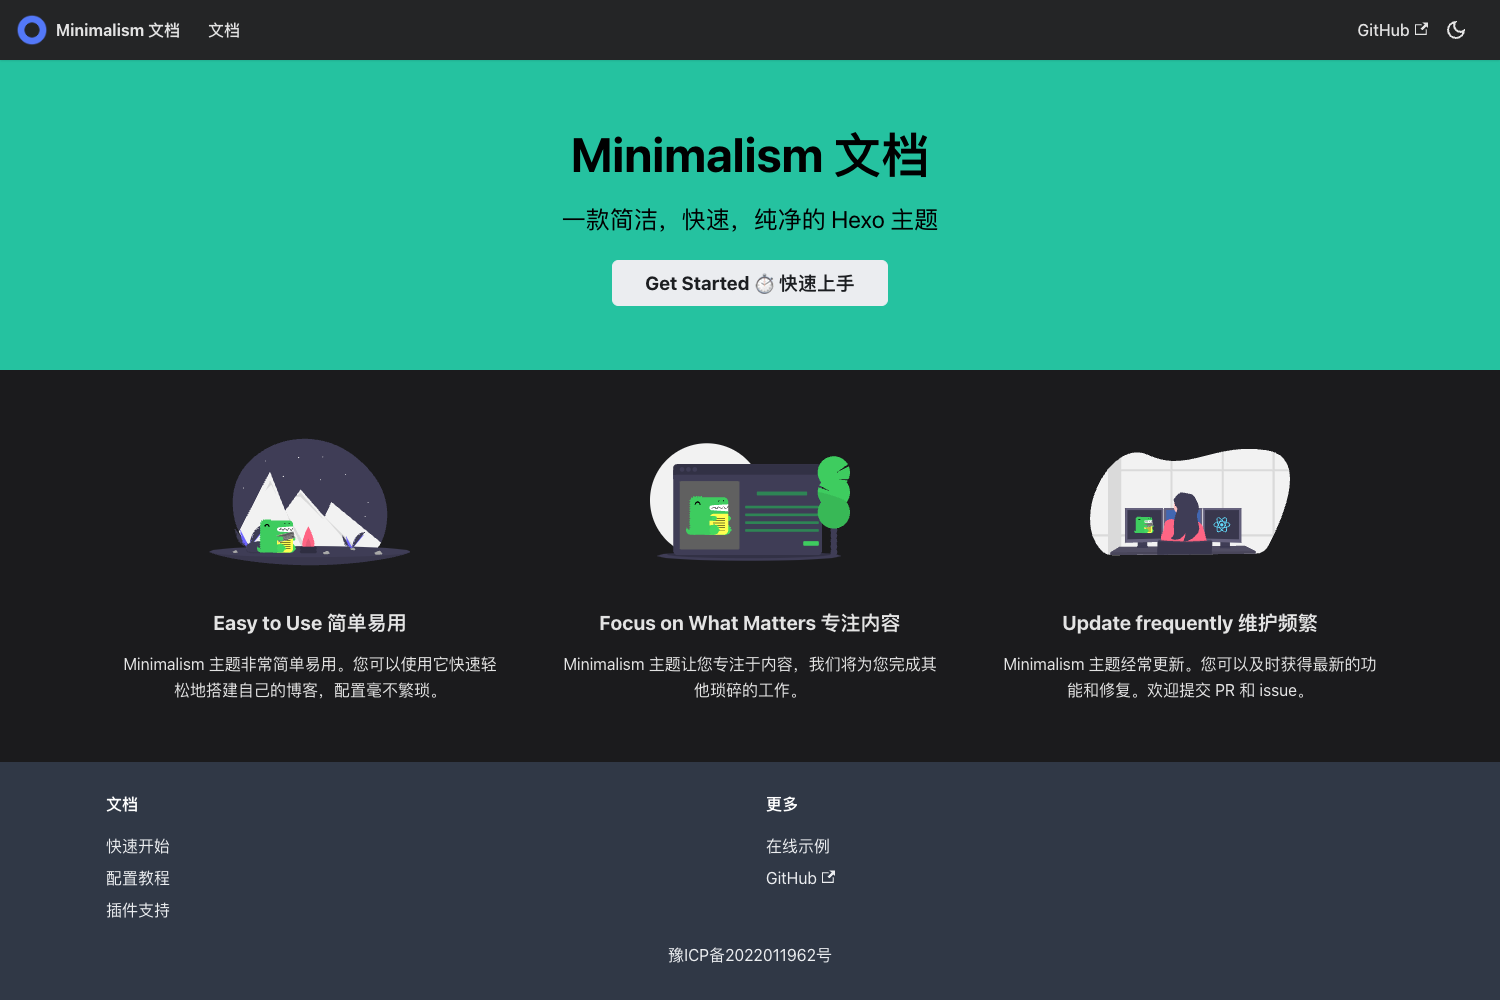 Minimalism 文档
文档
GitHub
Minimalism 文档
一款简洁，快速，纯净的 Hexo 主题
Get Started ⏱️ 快速上手
Easy to Use 简单易用
Minimalism 主题非常简单易用。您可以使用它快速轻
松地搭建自己的博客，配置毫不繁琐。
Focus on What Matters 专注内容
Minimalism 主题让您专注于内容，我们将为您完成其
他琐碎的工作。
Update frequently 维护频繁
Minimalism 主题经常更新。您可以及时获得最新的功
能和修复。欢迎提交 PR 和 issue。
文档
快速开始
配置教程
插件支持
更多
在线示例
GitHub
豫ICP备2022011962号